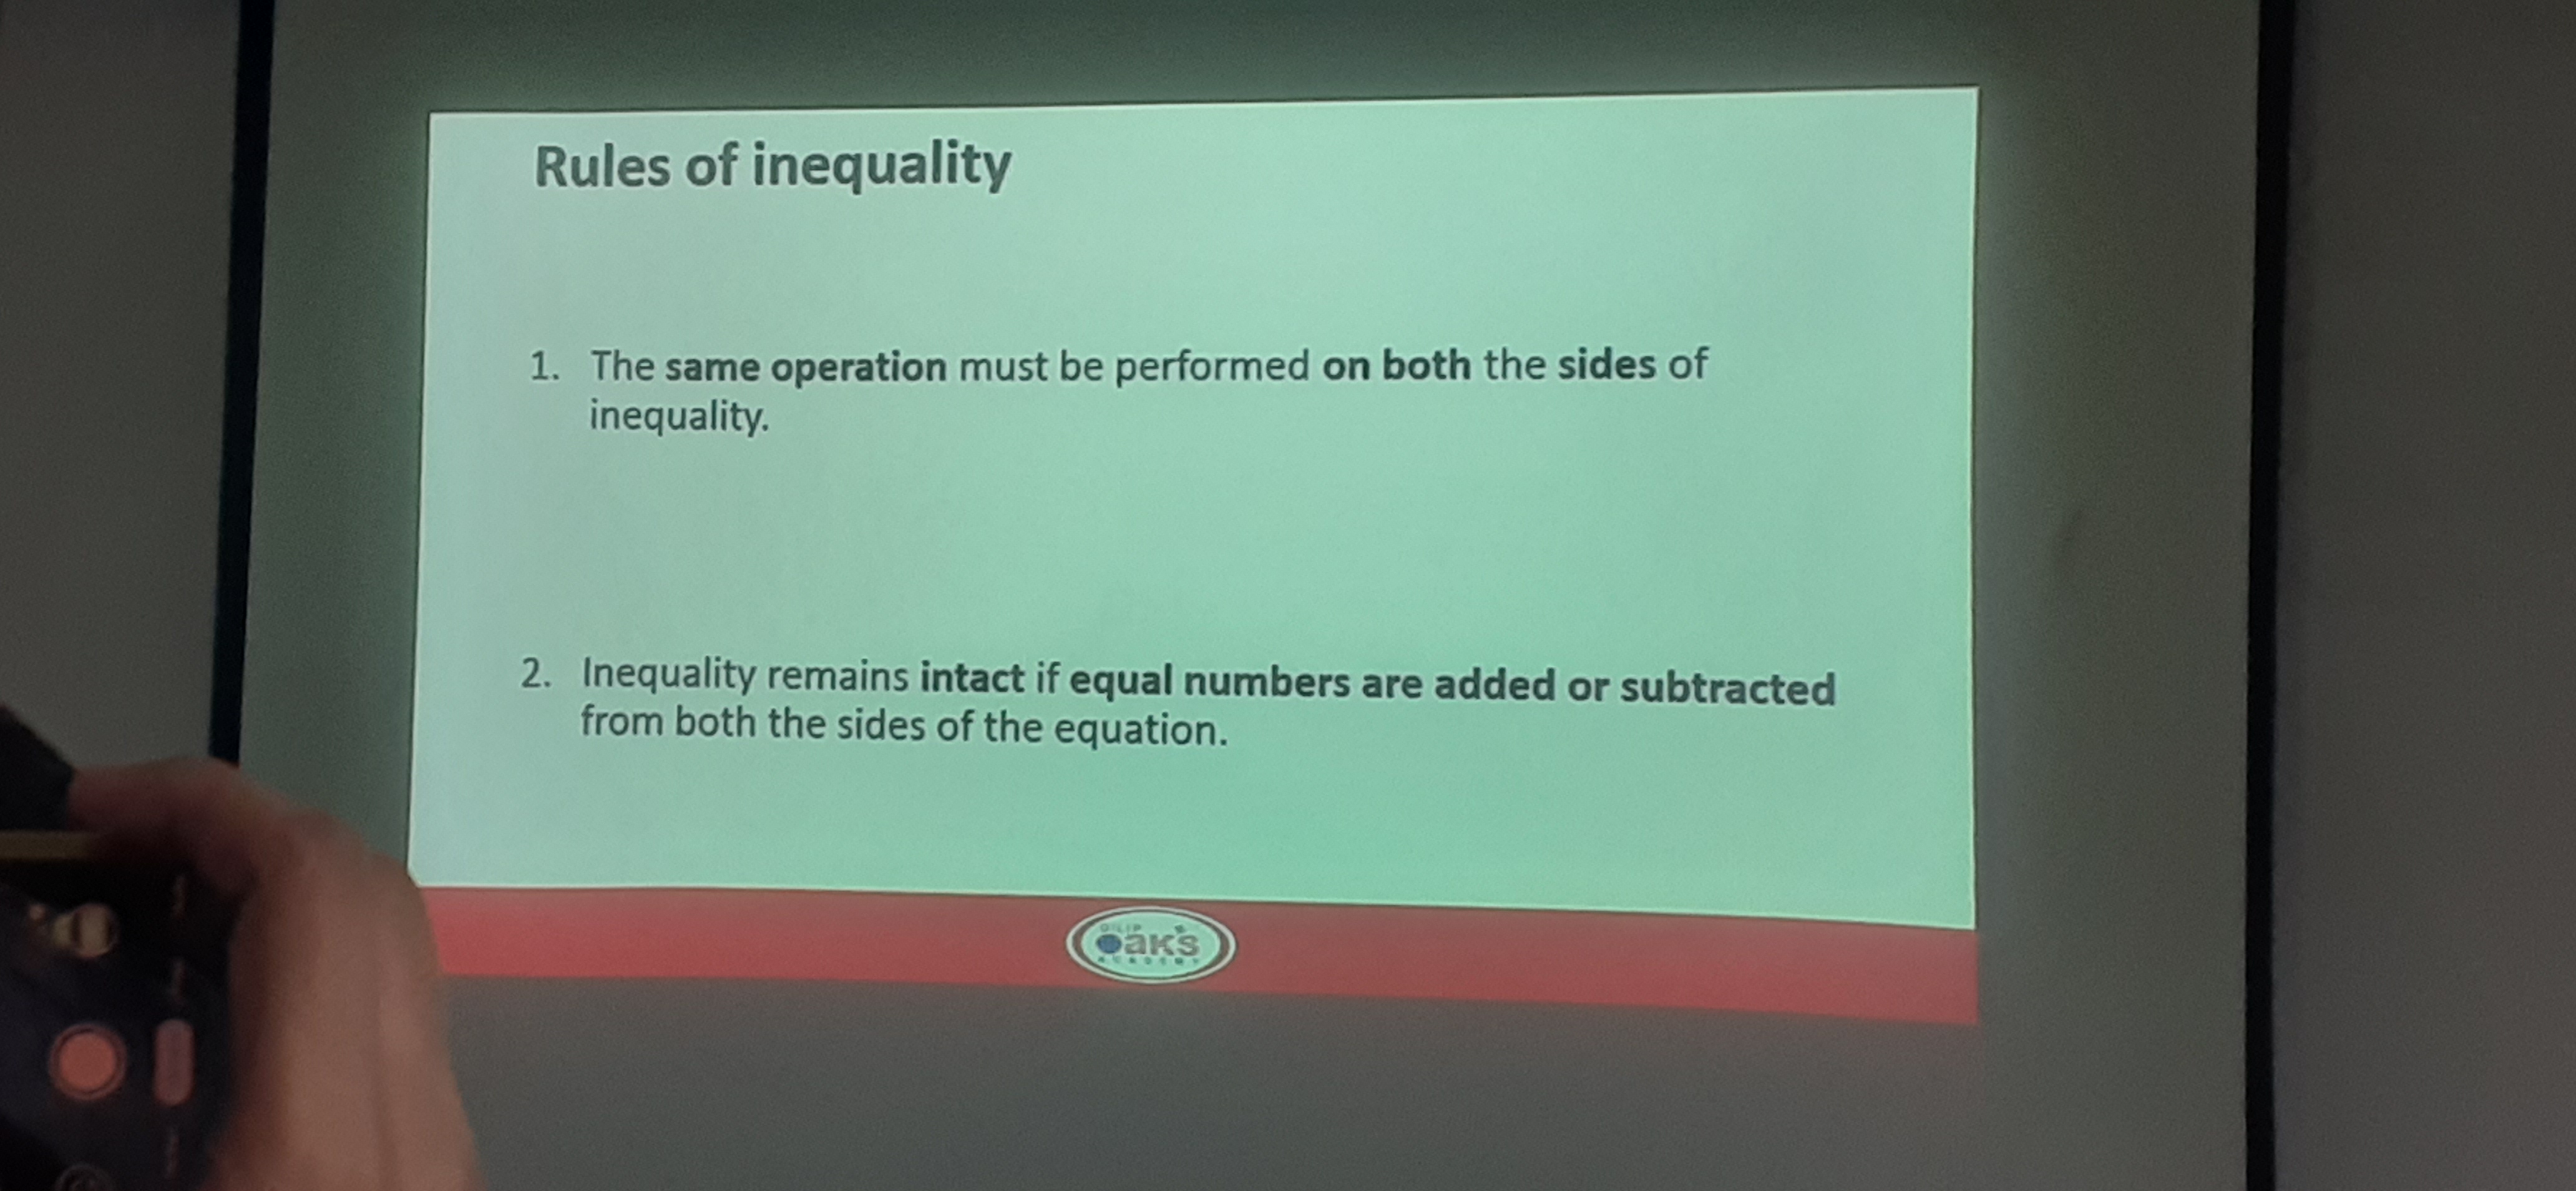 Rules of inequality
1. The same operation must be performed on both the sides of
inequality.
2. Inequality remains intact if equal numbers are added or subtracted
from both the sides of the equation.
DILIP
Oaks
ACADEMY